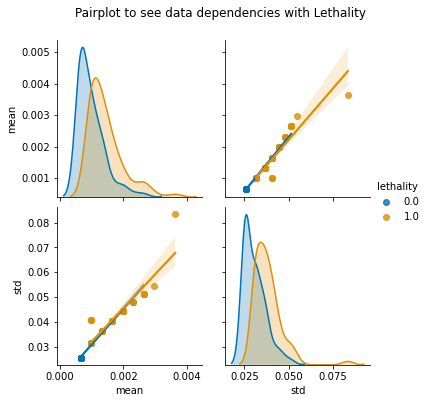 Pairplot to see data dependencies with Lethality
0.005
0.004
0.003
0.002
0.001
mean
lethality
0.0
1.0
0.08
0.07
0.06
0.05
0.04
0.03
std
0.000 0.002 0.004
mean
0.025 0.050 0.075
std